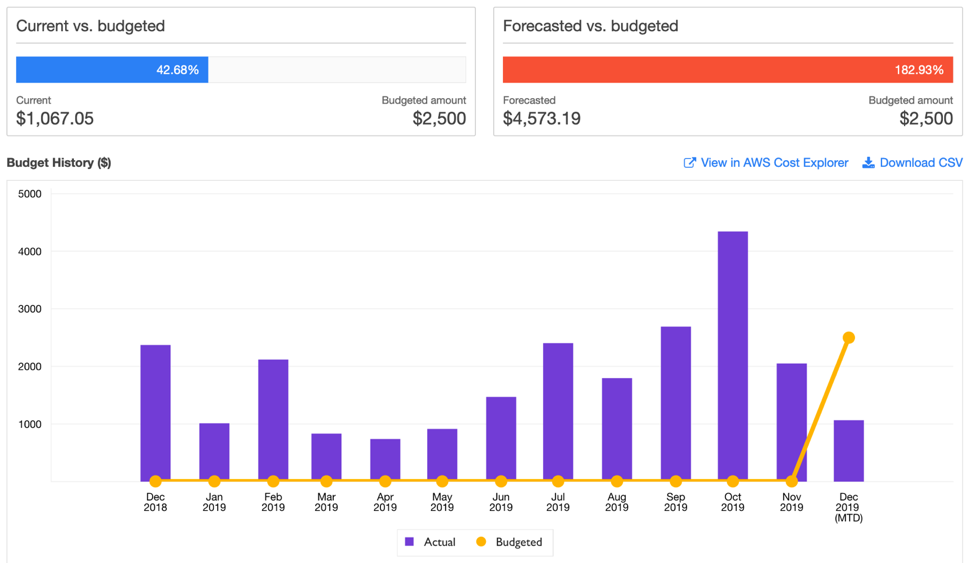 Current vs. budgeted
42.68%
Current
Budgeted amount
$1,067.05
$2,500
Forecasted vs. budgeted
182.93%
Forecasted
Budgeted amount
$4,573.19
$2,500
Budget History ($)
View in AWS Cost Explorer
Download CSV
5000
4000
3000
2000
1000
Dec
2018
Jan
2019
Feb
2019
Mar
2019
Apr
2019
May
2019
Jun
2019
Jul
2019
Aug
2019
Sep
2019
Oct
2019
Nov
2019
Dec
2019
(MTD)
Actual
Budgeted